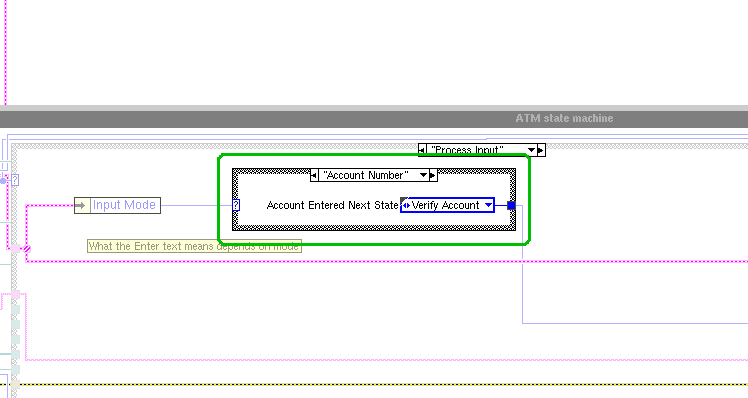 ATM state machine
"Process Input"
"Account Number"
Input Mode
?
?
Account Entered Next State
Verify Account
What the Enter text means depends on mode